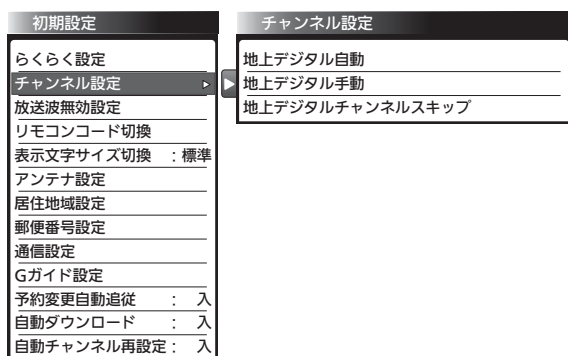 初期設定
らくらく設定
チャンネル設定
放送波無効設定
リモコンコード切換
表示文字サイズ切換 : 標準
アンテナ設定
居住地域設定
郵便番号設定
通信設定
Gガイド設定
予約変更自動追従 : 入
自動ダウンロード : 入
自動チャンネル再設定 : 入
チャンネル設定
地上デジタル自動
地上デジタル手動
地上デジタルチャンネルスキップ